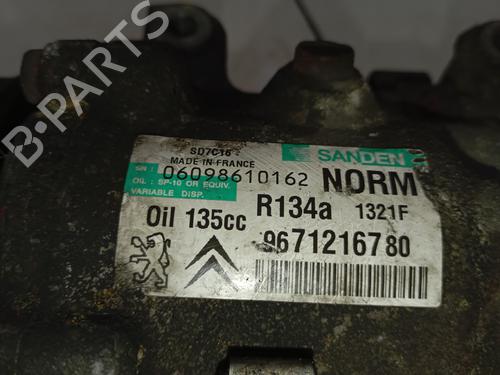 B-PARTS
SD7C16
MADE IN FRANCE
SANDEN
S/N : 06098610162 NORM
OIL : SP-10 OR EQUIV.
VARIABLE DISP.
R134a 1321F
Oil 135cc
9671216780